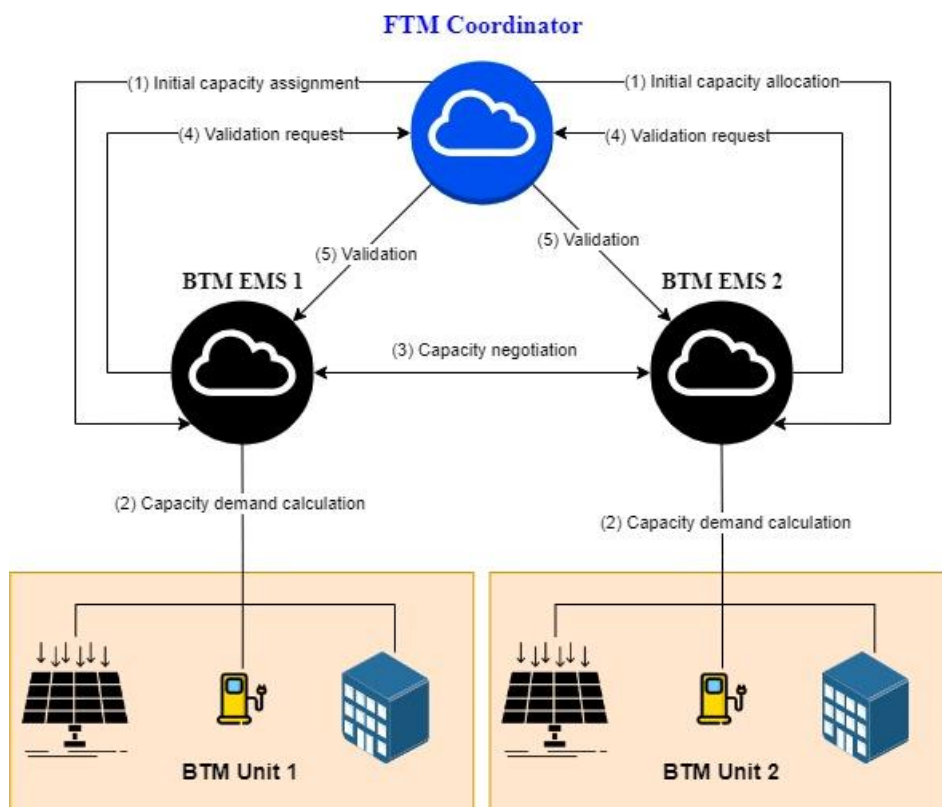 FTM Coordinator
(1) Initial capacity assignment
(1) Initial capacity allocation
(4) Validation request
(4) Validation request
(5) Validation
(5) Validation
BTM EMS 1
BTM EMS 2
(3) Capacity negotiation
(2) Capacity demand calculation
(2) Capacity demand calculation
BTM Unit 1
BTM Unit 2